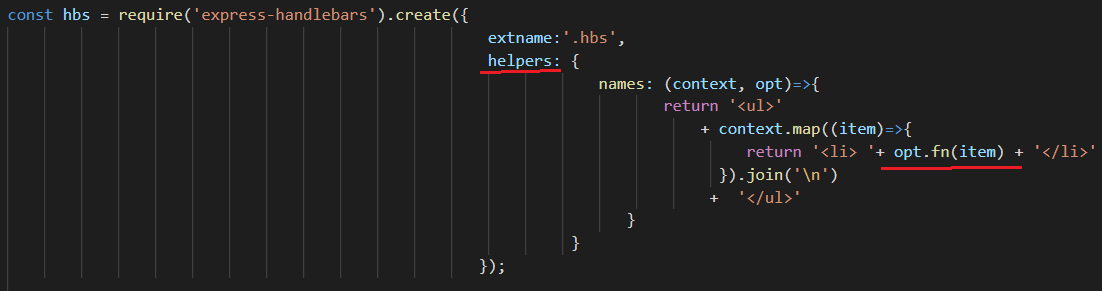 const hbs = require('express-handlebars').create({
extname:'.hbs',
helpers: {
names: (context, opt)=>{
return '<ul>'
+ context.map((item)=>{
return '<li> '+ opt.fn(item) + '</li>'
}).join('\n')
+ '</ul>'
}
}
});